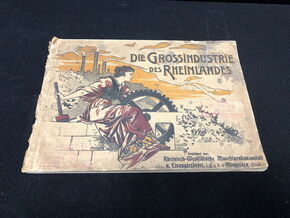 DIE GROSSINDUSTRIE
DES RHEINLANDES
Rheinisch-Westfälische Maschinenbauanstalt
u. Eisengiesserei